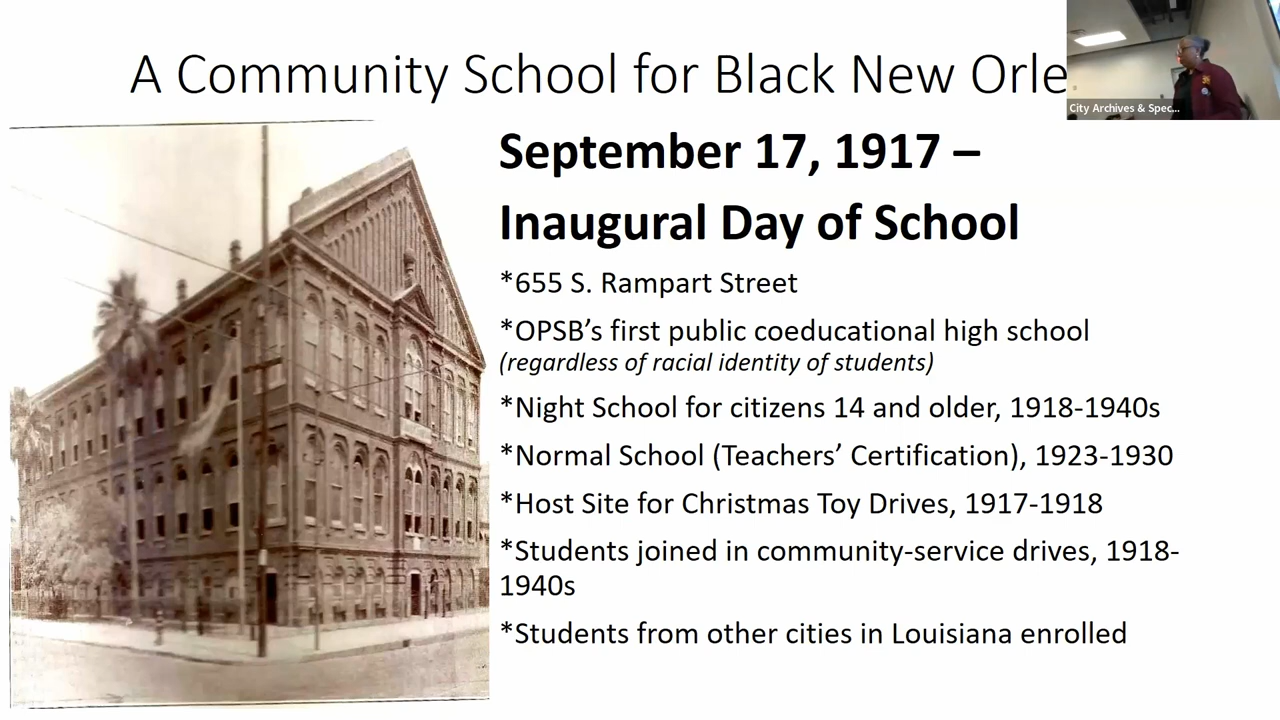 A Community School for Black New Orle
City Archives & Spec...
September 17, 1917 –
Inaugural Day of School
*655 S. Rampart Street
*OPSB’s first public coeducational high school
(regardless of racial identity of students)
*Night School for citizens 14 and older, 1918-1940s
*Normal School (Teachers’ Certification), 1923-1930
*Host Site for Christmas Toy Drives, 1917-1918
*Students joined in community-service drives, 1918-
1940s
*Students from other cities in Louisiana enrolled